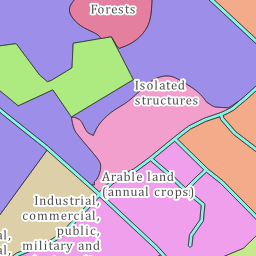 Forests
Isolated
structures
Arable land
(annual crops)
Industrial,
commercial,
public,
military and